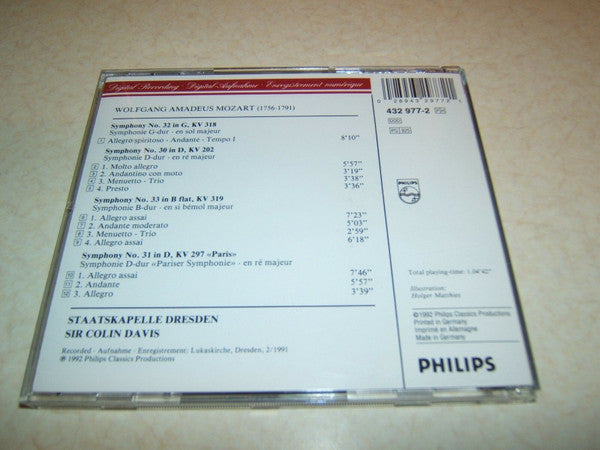 Digital Recording · Digital-Aufnahme · Enregistrement numérique
WOLFGANG AMADEUS MOZART (1756-1791)
Symphony No. 32 in G, KV 318
Symphonie G-dur · en sol majeur
1 Allegro spiritoso - Andante - Tempo I 8'10"
Symphony No. 30 in D, KV 202
Symphonie D-dur · en ré majeur
2 1. Molto allegro 5'57"
3 2. Andantino con moto 3'19"
4 3. Menuetto - Trio 3'38"
5 4. Presto 3'36"
Symphony No. 33 in B flat, KV 319
Symphonie B-dur · en si bémol majeur
6 1. Allegro assai 7'23"
7 2. Andante moderato 5'03"
8 3. Menuetto - Trio 2'59"
9 4. Allegro assai 6'18"
Symphony No. 31 in D, KV 297 «Paris»
Symphonie D-dur «Pariser Symphonie» · en ré majeur
10 1. Allegro assai 7'46"
11 2. Andante 5'57"
12 3. Allegro 3'39"
STAATSKAPELLE DRESDEN
SIR COLIN DAVIS
Recorded · Aufnahme · Enregistrement: Lukaskirche, Dresden, 2/1991
℗ 1992 Philips Classics Productions
0 28943 29772
432 977-2
DDD
PHILIPS
Total playing-time: 1.04'42"
Illustration:
Holger Matthies
© 1992 Philips Classics Productions
Printed in Germany
Imprimé en Allemagne
Made in Germany
PHILIPS